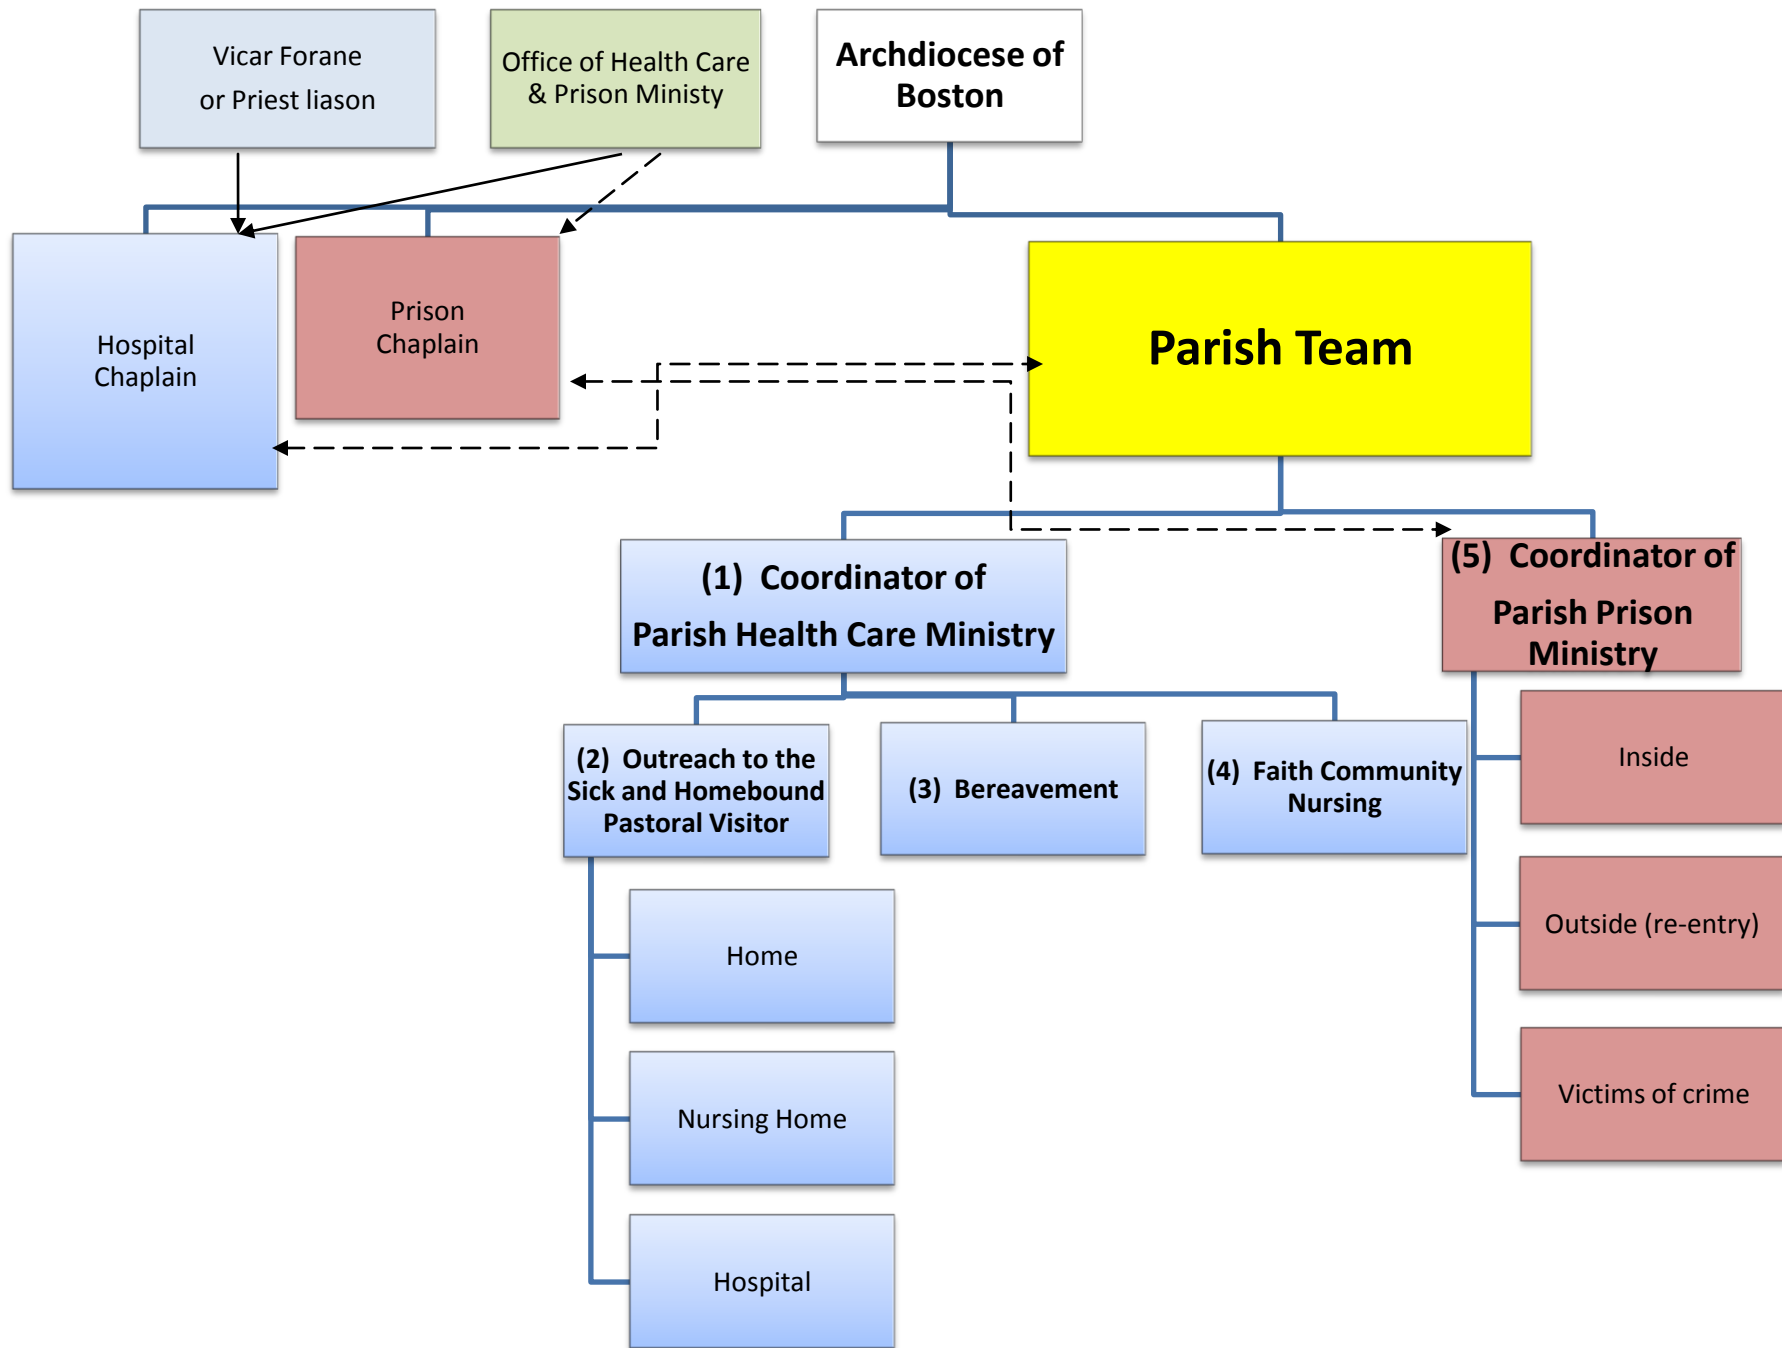 Vicar Forane
or Priest liason
Office of Health Care
& Prison Ministy
Archdiocese of
Boston
Hospital
Chaplain
Prison
Chaplain
Parish Team
(1)  Coordinator of
Parish Health Care Ministry
(5)  Coordinator of
Parish Prison
Ministry
(2)  Outreach to the
Sick and Homebound
Pastoral Visitor
(3)  Bereavement
(4)  Faith Community
Nursing
Home
Nursing Home
Hospital
Inside
Outside (re-entry)
Victims of crime